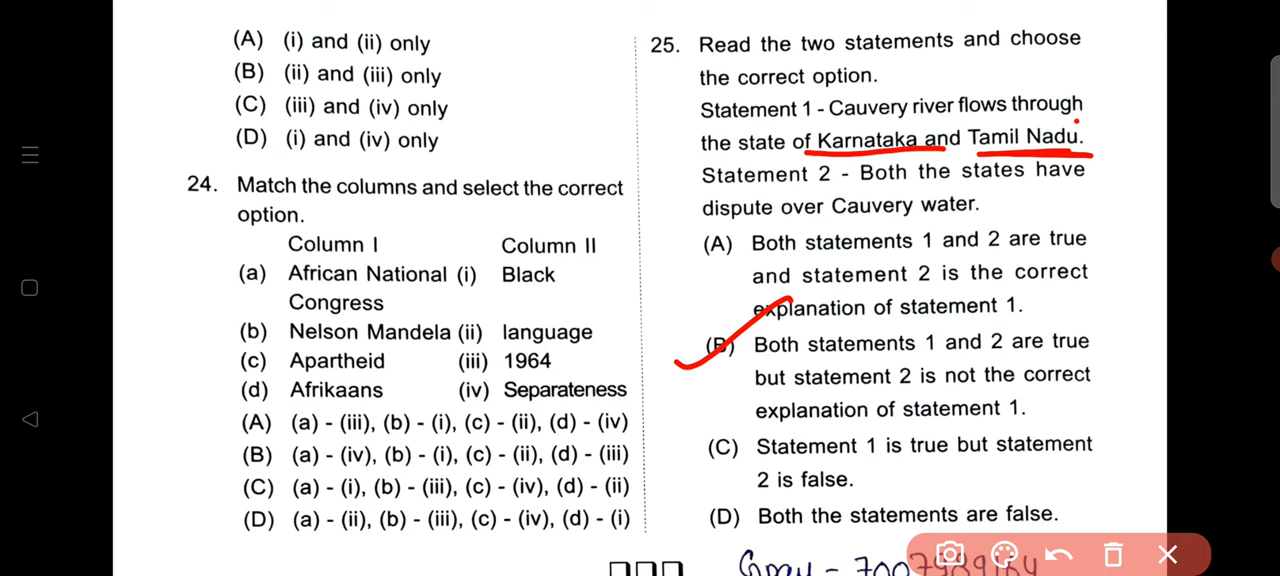 (A) (i) and (ii) only
(B) (ii) and (iii) only
(C) (iii) and (iv) only
(D) (i) and (iv) only
24. Match the columns and select the correct
option.
Column I Column II
(a) African National (i) Black
Congress
(b) Nelson Mandela (ii) language
(c) Apartheid (iii) 1964
(d) Afrikaans (iv) Separateness
(A) (a) - (iii), (b) - (i), (c) - (ii), (d) - (iv)
(B) (a) - (iv), (b) - (i), (c) - (ii), (d) - (iii)
(C) (a) - (i), (b) - (iii), (c) - (iv), (d) - (ii)
(D) (a) - (ii), (b) - (iii), (c) - (iv), (d) - (i)
25. Read the two statements and choose
the correct option.
Statement 1 - Cauvery river flows through
the state of Karnataka and Tamil Nadu.
Statement 2 - Both the states have
dispute over Cauvery water.
(A) Both statements 1 and 2 are true
and statement 2 is the correct
explanation of statement 1.
(B) Both statements 1 and 2 are true
but statement 2 is not the correct
explanation of statement 1.
(C) Statement 1 is true but statement
2 is false.
(D) Both the statements are false.